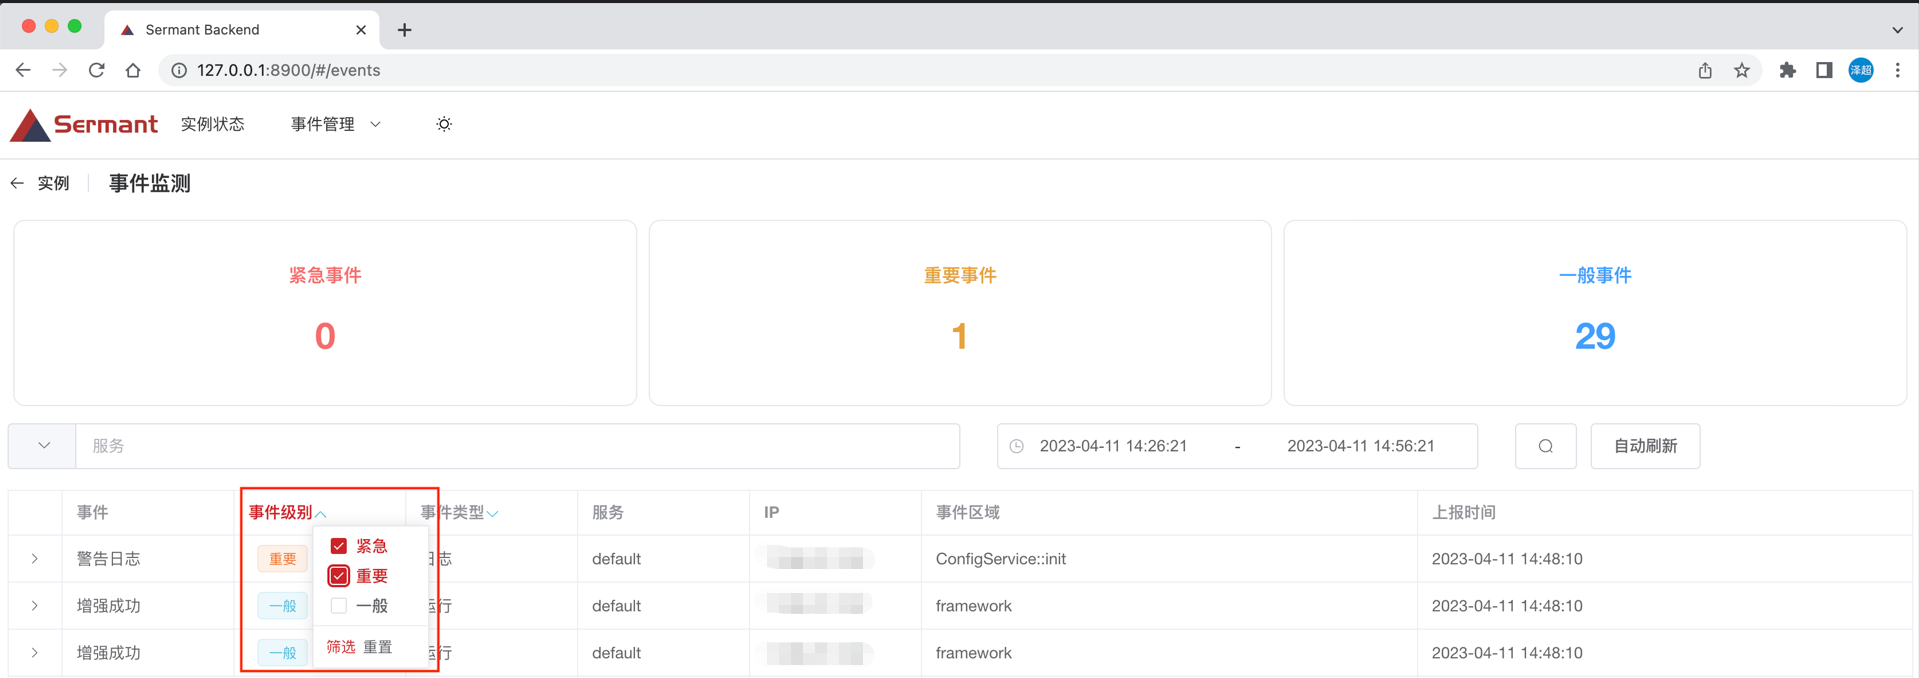 Sermant Backend
127.0.0.1:8900/#/events
泽超
Sermant 实例状态 事件管理
实例 事件监测
紧急事件 重要事件 一般事件
0 1 29
服务 2023-04-11 14:26:21 - 2023-04-11 14:56:21 自动刷新
事件 事件级别 事件类型 服务 IP 事件区域 上报时间
警告日志 重要 日志 default ConfigService::init 2023-04-11 14:48:10
增强成功 一般 运行 default framework 2023-04-11 14:48:10
增强成功 一般 运行 default framework 2023-04-11 14:48:10
紧急
重要
一般
筛选 重置